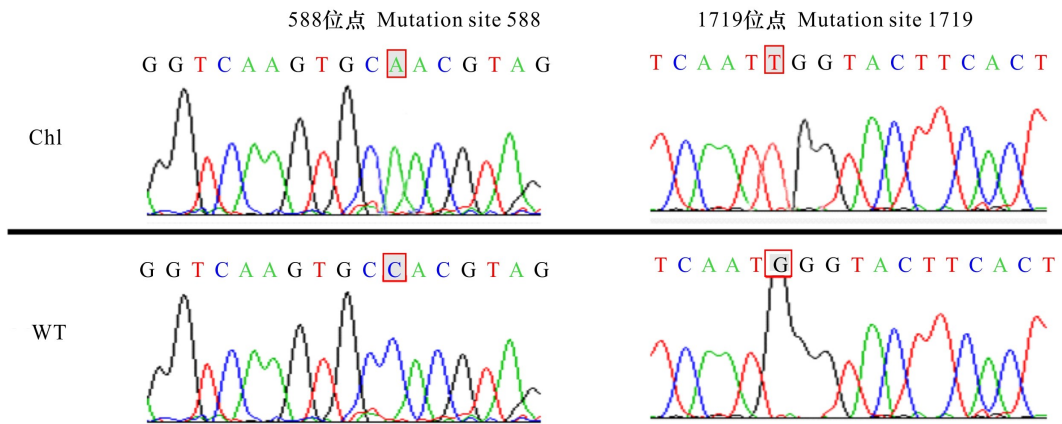 588位点 Mutation site 588
1719位点 Mutation site 1719
G G T C A A G T G C A A C G T A G
T C A A T T G G T A C T T C A C T
Chl
G G T C A A G T G C C A C G T A G
T C A A T G G G T A C T T C A C T
WT